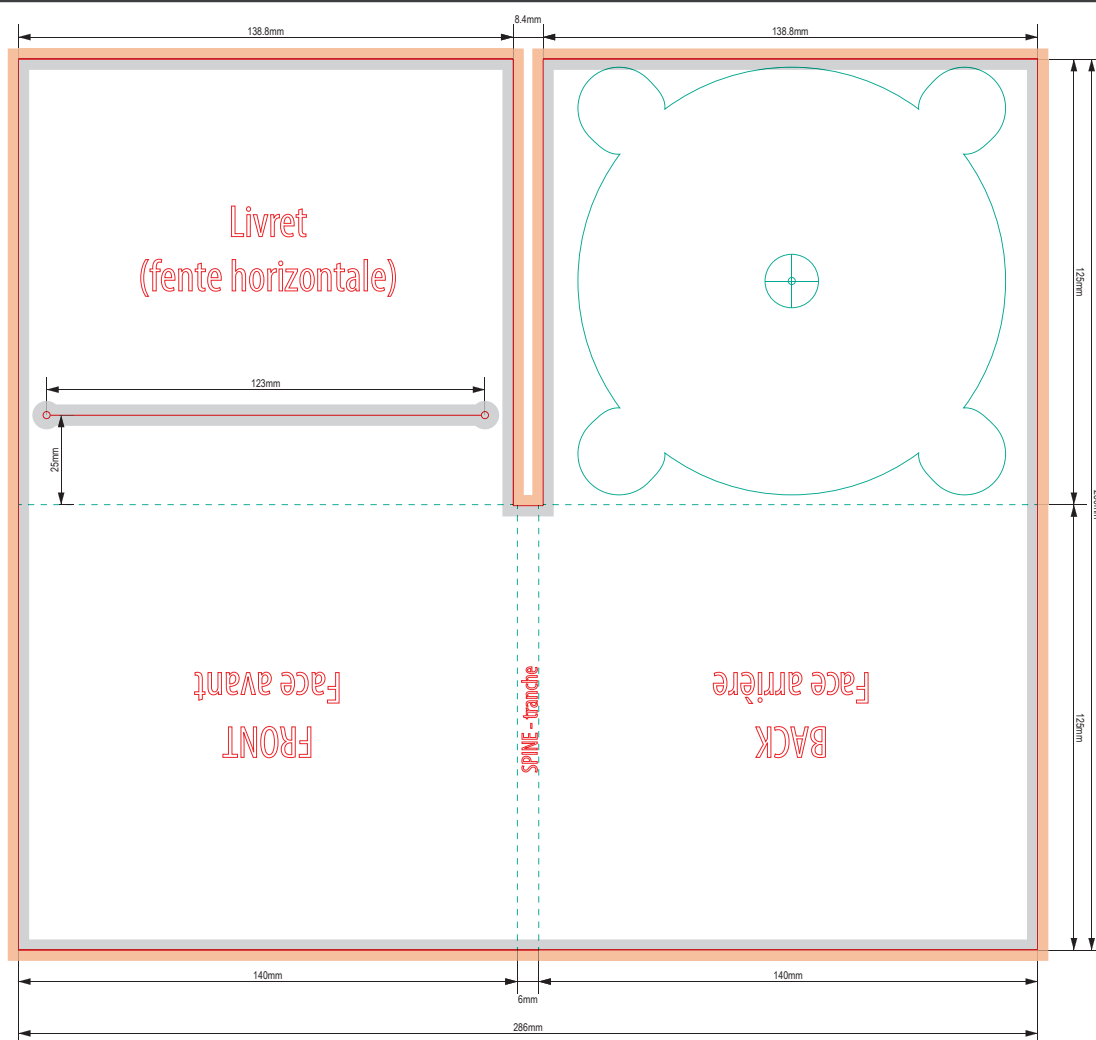 8.4mm
138.8mm
138.8mm
Livret
(fente horizontale)
125mm
123mm
25mm
Face avant
FRONT
SPINE - tranche
Face arrière
BACK
125mm
140mm
140mm
6mm
286mm